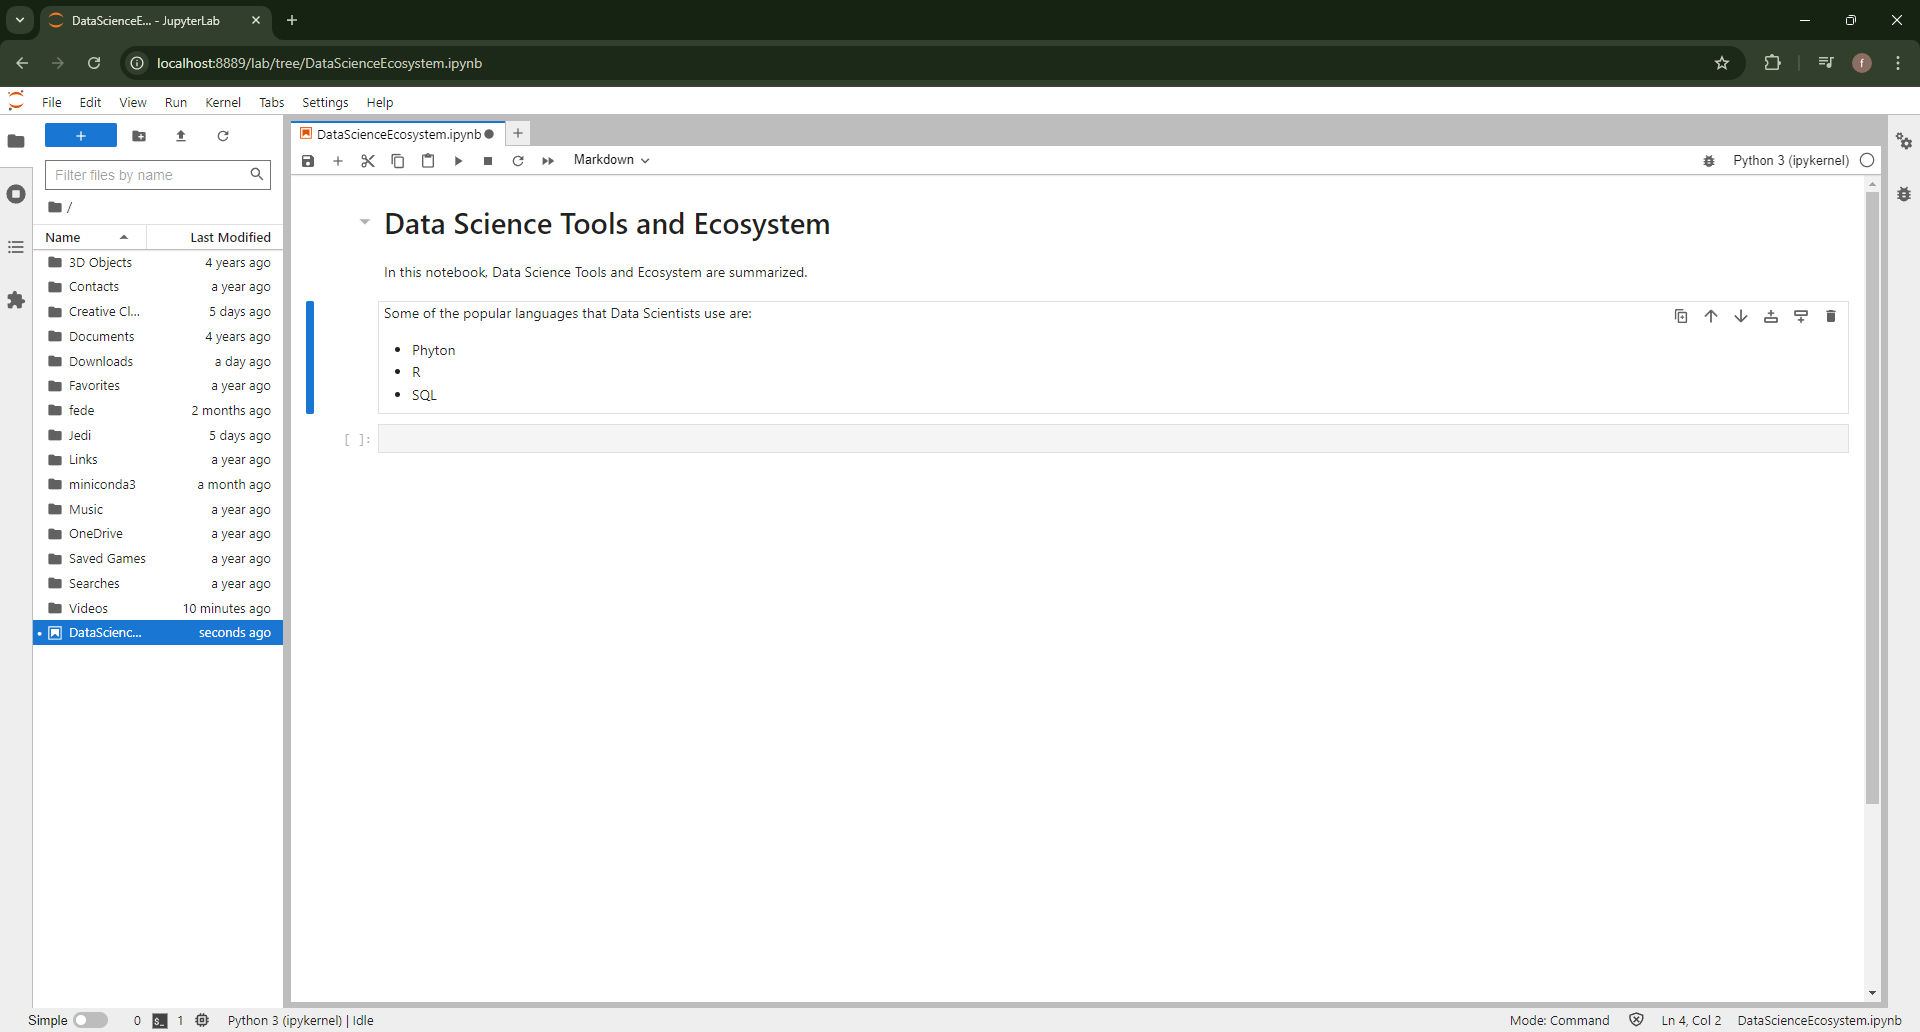 DataScienceE... - JupyterLab
localhost:8889/lab/tree/DataScienceEcosystem.ipynb
f
File Edit View Run Kernel Tabs Settings Help
DataScienceEcosystem.ipynb
Markdown
Python 3 (ipykernel)
Filter files by name
/
Name Last Modified
3D Objects 4 years ago
Contacts a year ago
Creative Cl... 5 days ago
Documents 4 years ago
Downloads a day ago
Favorites a year ago
fede 2 months ago
Jedi 5 days ago
Links a year ago
miniconda3 a month ago
Music a year ago
OneDrive a year ago
Saved Games a year ago
Searches a year ago
Videos 10 minutes ago
DataScienc... seconds ago
Data Science Tools and Ecosystem
In this notebook, Data Science Tools and Ecosystem are summarized.
Some of the popular languages that Data Scientists use are:
• Phyton
• R
• SQL
[ ]:
Simple 0 $_ 1 Python 3 (ipykernel) | Idle
Mode: Command Ln 4, Col 2 DataScienceEcosystem.ipynb